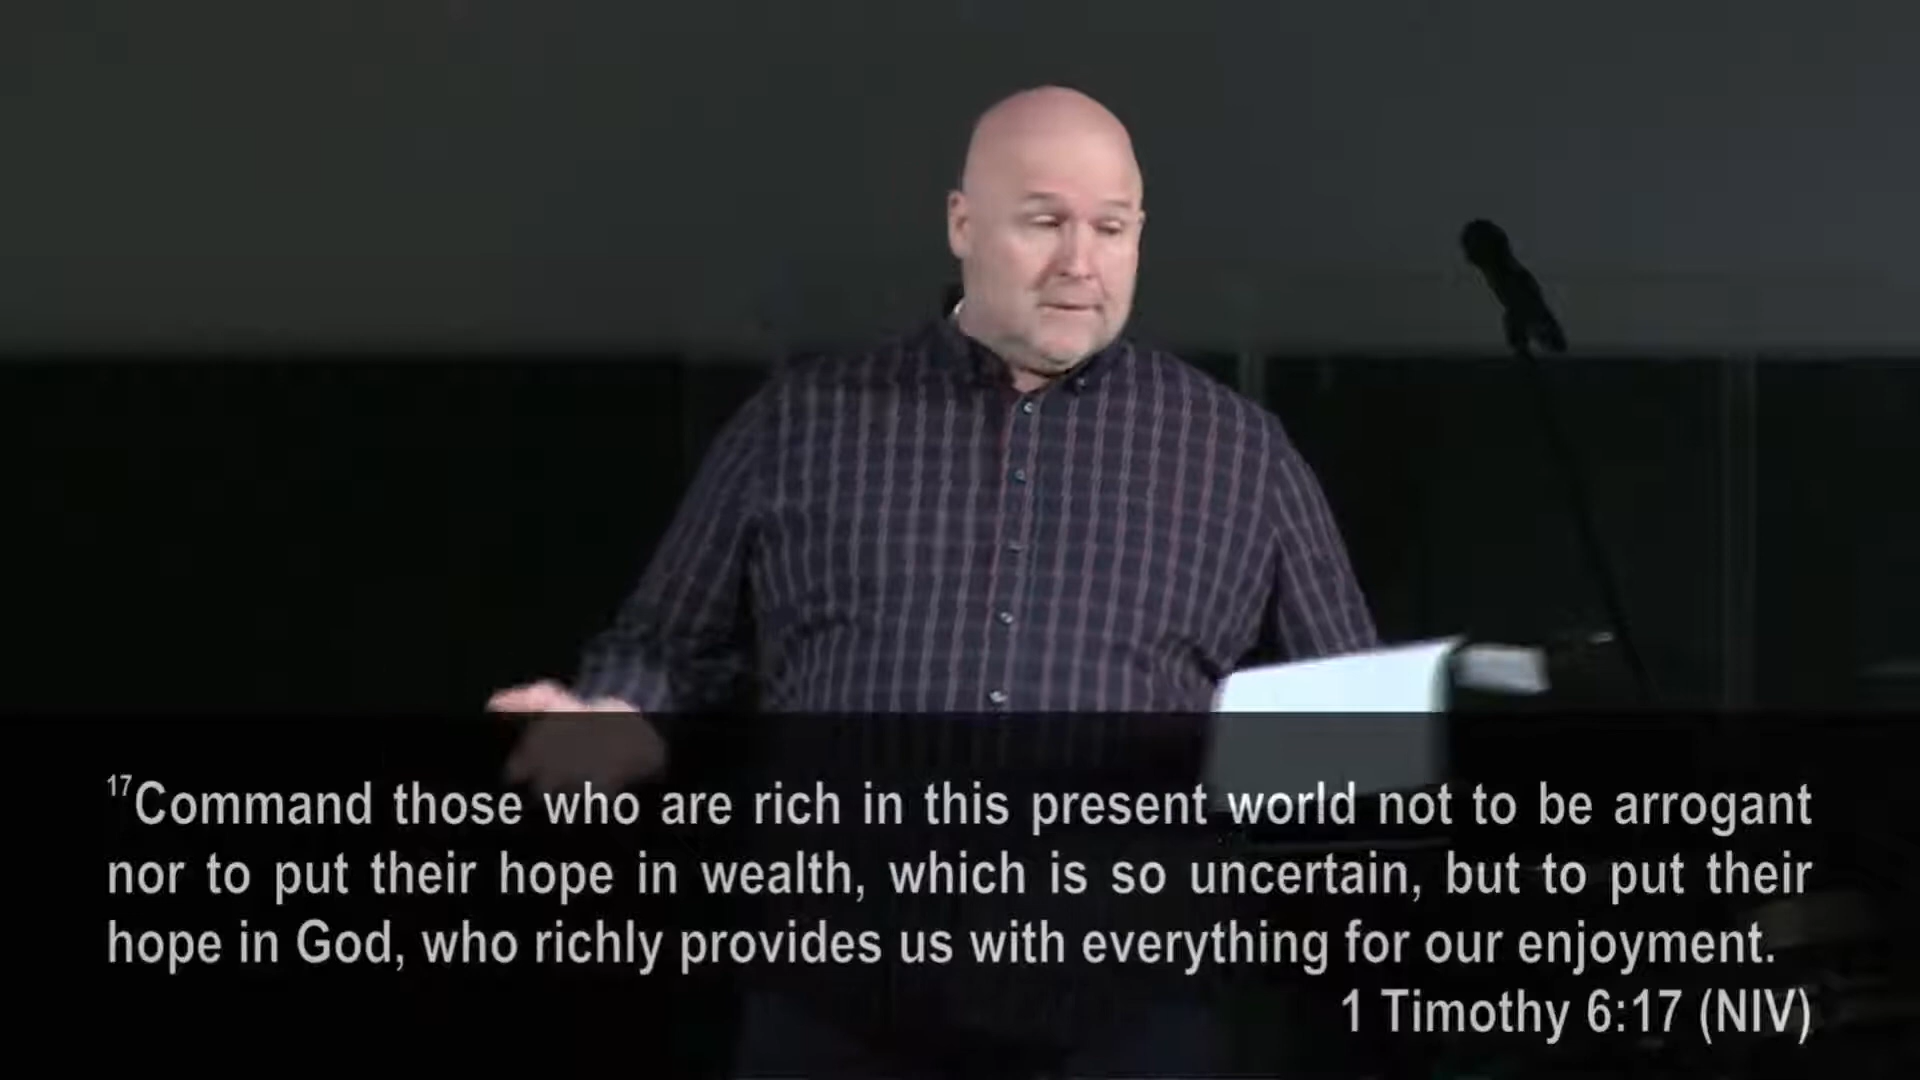 17Command those who are rich in this present world not to be arrogant
nor to put their hope in wealth, which is so uncertain, but to put their
hope in God, who richly provides us with everything for our enjoyment.
1 Timothy 6:17 (NIV)